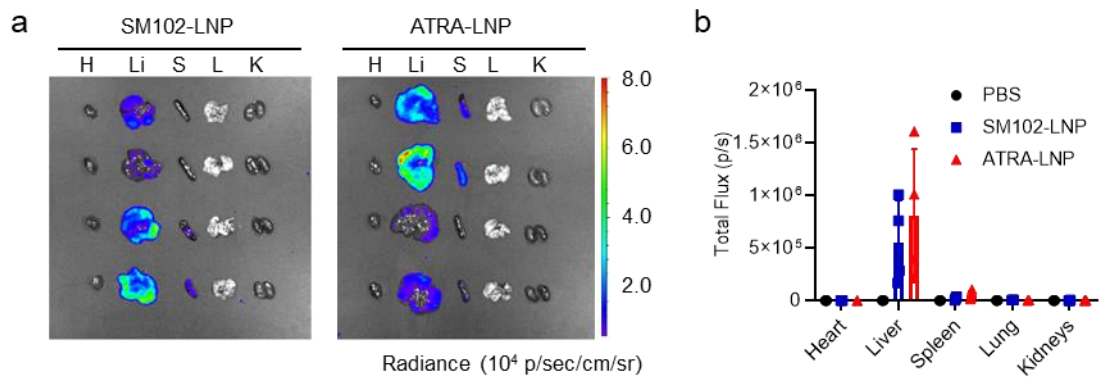 a
SM102-LNP
ATRA-LNP
H Li S L K
H Li S L K
8.0
6.0
4.0
2.0
Radiance (10⁴ p/sec/cm/sr)
b
Total Flux (p/s)
2×10⁶
1.5×10⁶
1×10⁶
5×10⁵
0
PBS
SM102-LNP
ATRA-LNP
Heart
Liver
Spleen
Lung
Kidneys